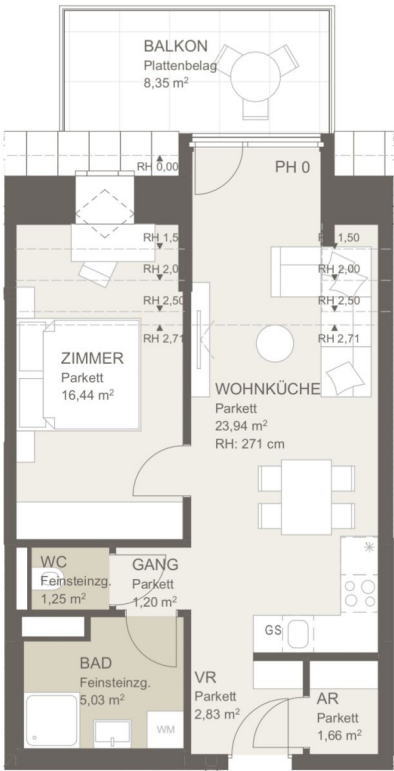 BALKON
Plattenbelag
8,35 m²
RH 0,00
PH 0
RH 1,5
1,50
RH 2,0
RH 2,00
RH 2,50
RH 2,50
RH 2,71
RH 2,71
ZIMMER
Parkett
16,44 m²
WOHNKÜCHE
Parkett
23,94 m²
RH: 271 cm
WC
Feinsteinzg.
1,25 m²
GANG
Parkett
1,20 m²
GS
BAD
Feinsteinzg.
5,03 m²
WM
VR
Parkett
2,83 m²
AR
Parkett
1,66 m²